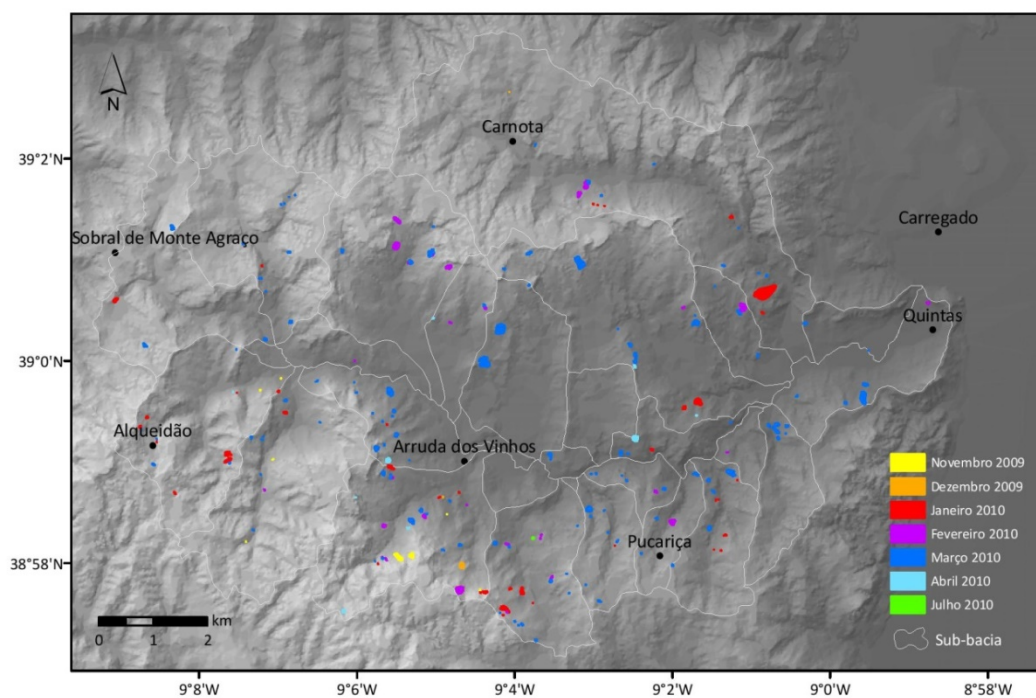 N
Carnota
39°2'N
Carregado
Sobral de Monte Agraço
Quintas
39°0'N
Alqueidão
Arruda dos Vinhos
Novembro 2009
Dezembro 2009
Janeiro 2010
Fevereiro 2010
Março 2010
Abril 2010
Julho 2010
Sub-bacia
Pucariça
38°58'N
km
0 1 2
9°8'W 9°6'W 9°4'W 9°2'W 9°0'W 8°58'W